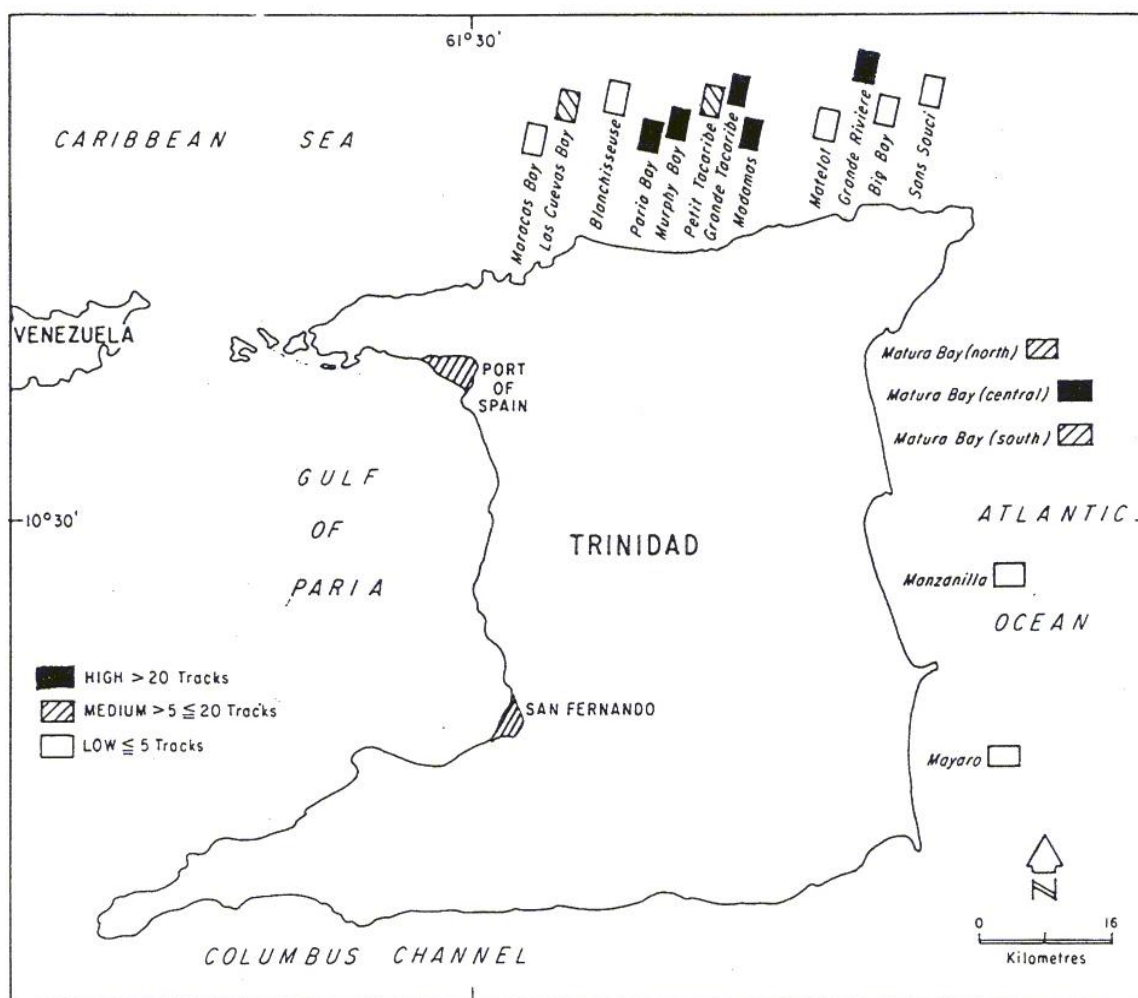 61°30'
CARIBBEAN SEA
Maracas Bay
Las Cuevas Bay
Blanchisseuse
Paria Bay
Murphy Bay
Petit Tacaribe
Grande Tacaribe
Madamas
Matelot
Grande Riviere
Big Bay
Sans Souci
VENEZUELA
PORT
OF
SPAIN
Matura Bay (north)
Matura Bay (central)
Matura Bay (south)
GULF
OF
PARIA
10°30'
TRINIDAD
ATLANTIC
OCEAN
Manzanilla
HIGH > 20 Tracks
MEDIUM >5 ≦ 20 Tracks
LOW ≦ 5 Tracks
SAN FERNANDO
Mayaro
N
0 16
Kilometres
COLUMBUS CHANNEL